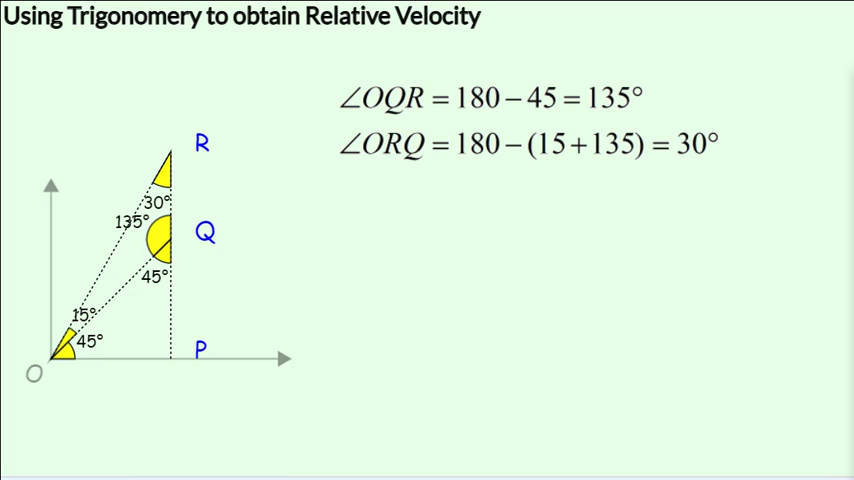 Using Trigonomery to obtain Relative Velocity
∠OQR = 180 − 45 = 135°
∠ORQ = 180 − (15 + 135) = 30°
R
30°
135°
Q
45°
15°
45°
P
O